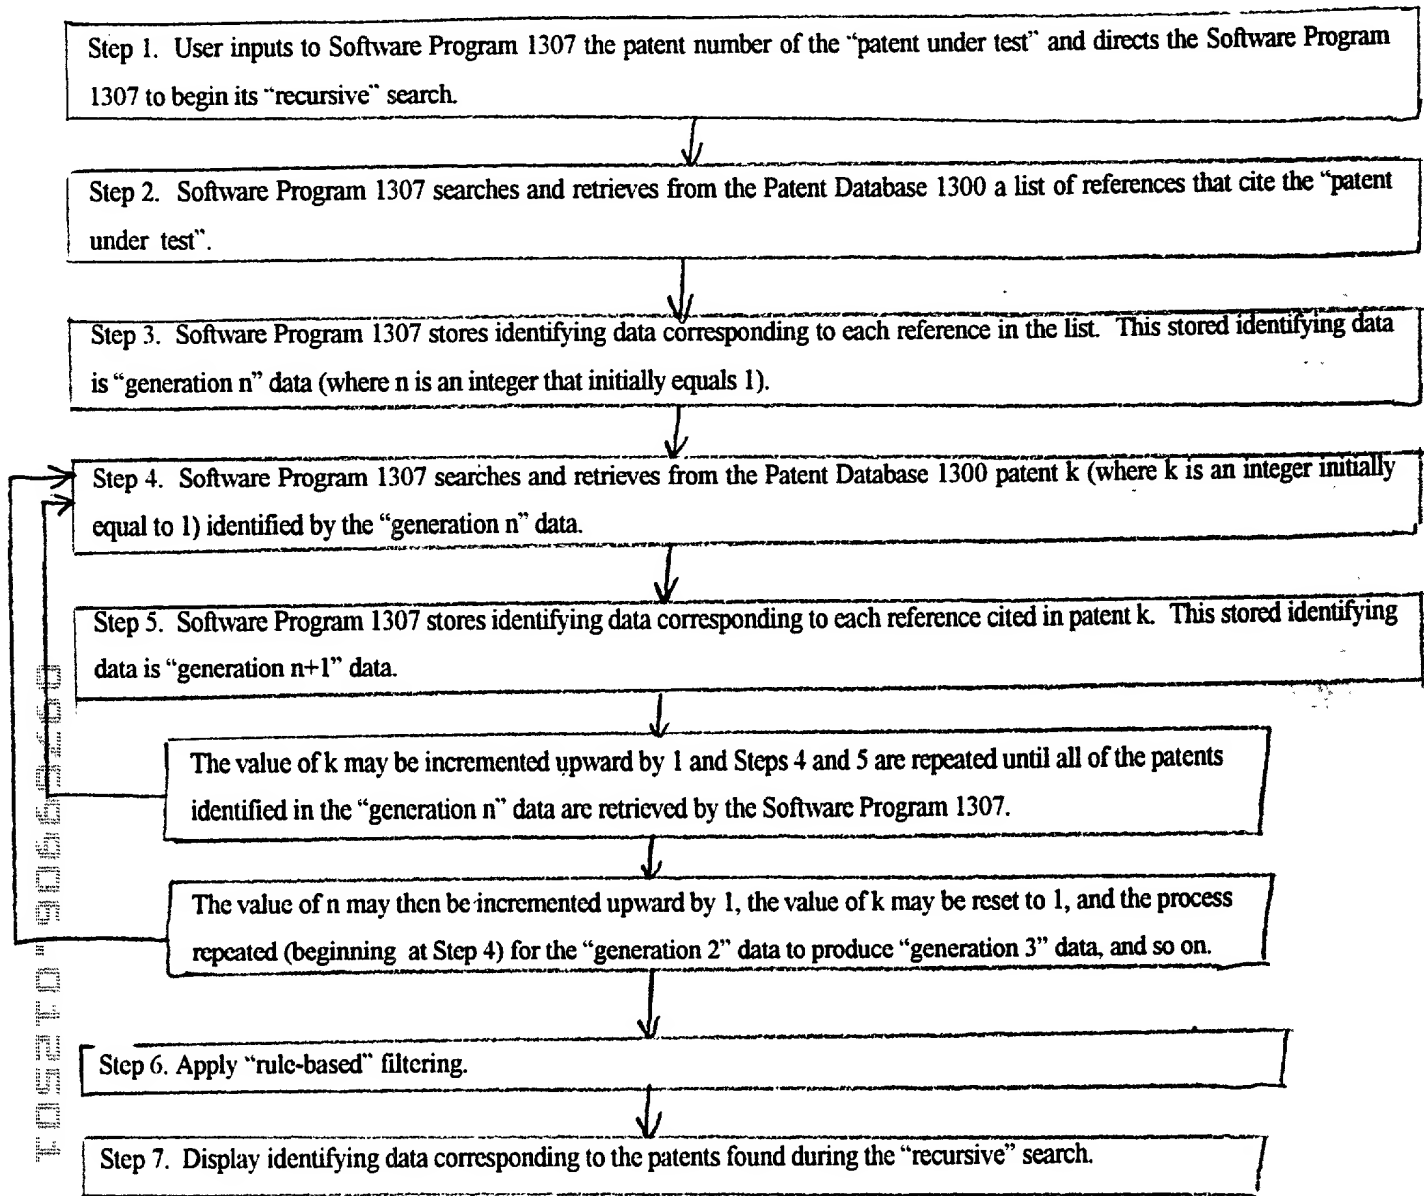 Step 1. User inputs to Software Program 1307 the patent number of the “patent under test” and directs the Software Program
1307 to begin its “recursive” search.
Step 2. Software Program 1307 searches and retrieves from the Patent Database 1300 a list of references that cite the “patent
under test”.
Step 3. Software Program 1307 stores identifying data corresponding to each reference in the list. This stored identifying data
is “generation n” data (where n is an integer that initially equals 1).
Step 4. Software Program 1307 searches and retrieves from the Patent Database 1300 patent k (where k is an integer initially
equal to 1) identified by the “generation n” data.
Step 5. Software Program 1307 stores identifying data corresponding to each reference cited in patent k. This stored identifying
data is “generation n+1” data.
The value of k may be incremented upward by 1 and Steps 4 and 5 are repeated until all of the patents
identified in the “generation n” data are retrieved by the Software Program 1307.
The value of n may then be incremented upward by 1, the value of k may be reset to 1, and the process
repeated (beginning at Step 4) for the “generation 2” data to produce “generation 3” data, and so on.
Step 6. Apply “rule-based” filtering.
Step 7. Display identifying data corresponding to the patents found during the “recursive” search.